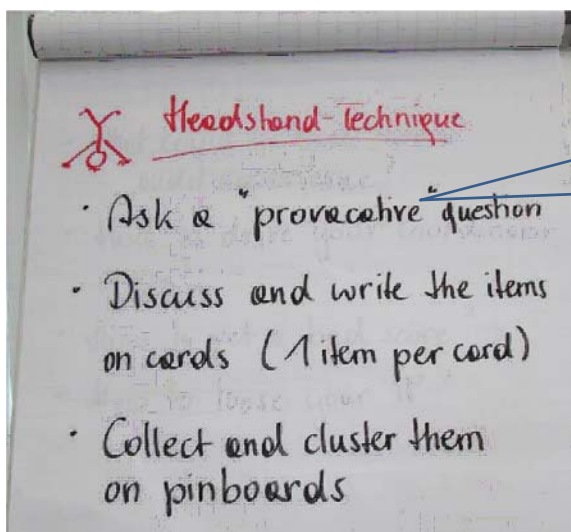 Headstand-Technique
· Ask a "provocative" question
· Discuss and write the items
on cards (1 item per card)
· Collect and cluster them
on pinboards